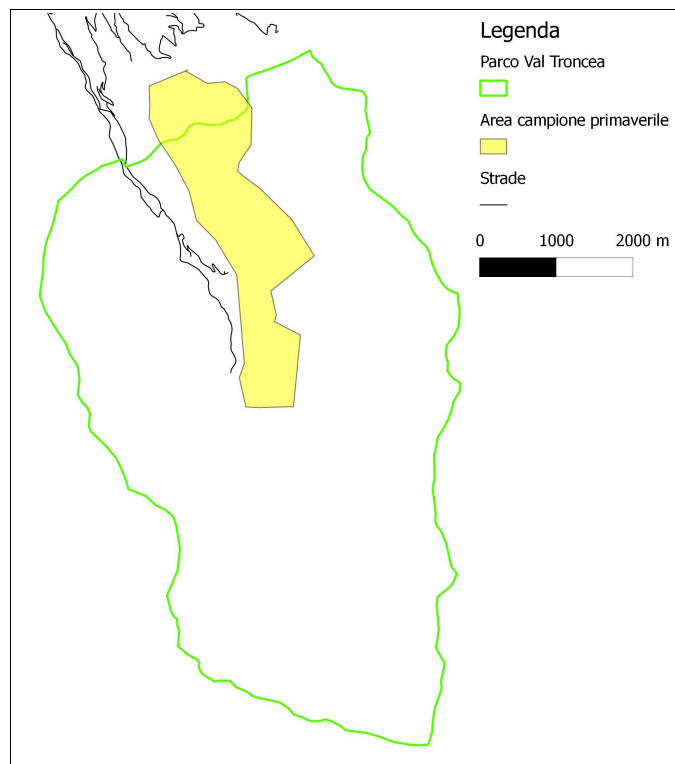 Legenda
Parco Val Troncea
Area campione primaverile
Strade
0 1000 2000 m